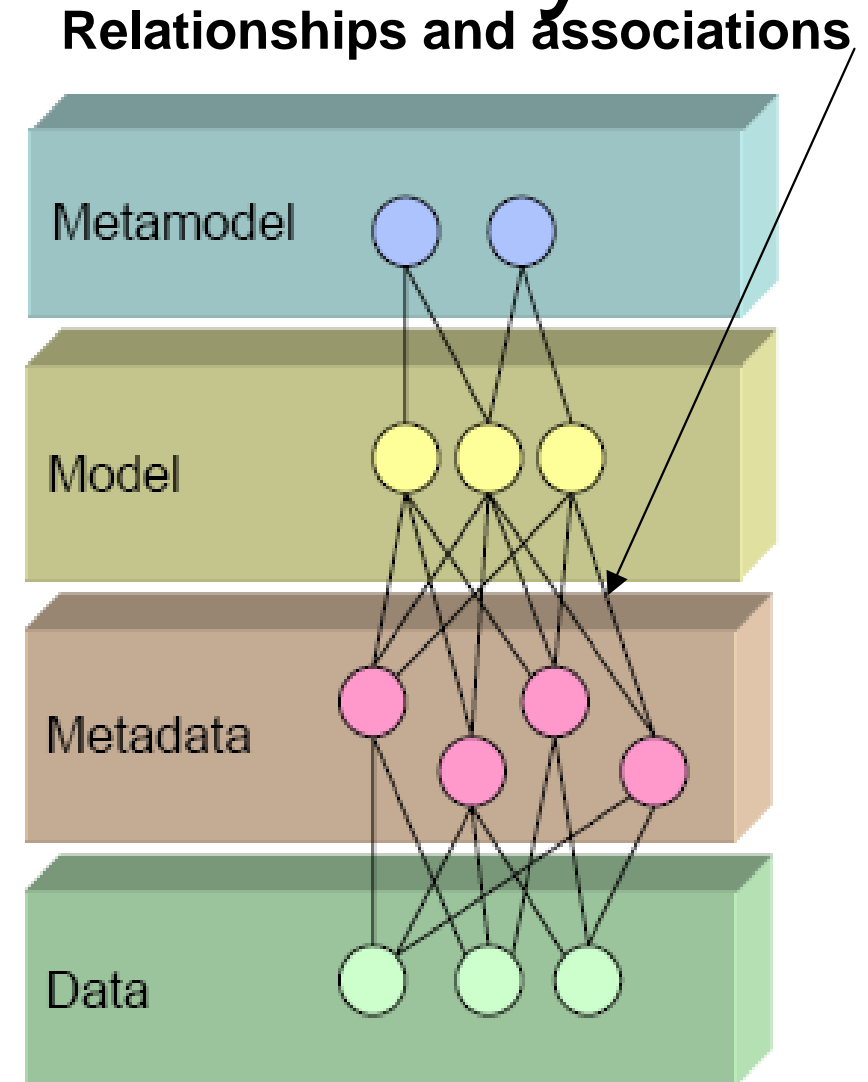 Relationships and associations
Metamodel
Model
Metadata
Data